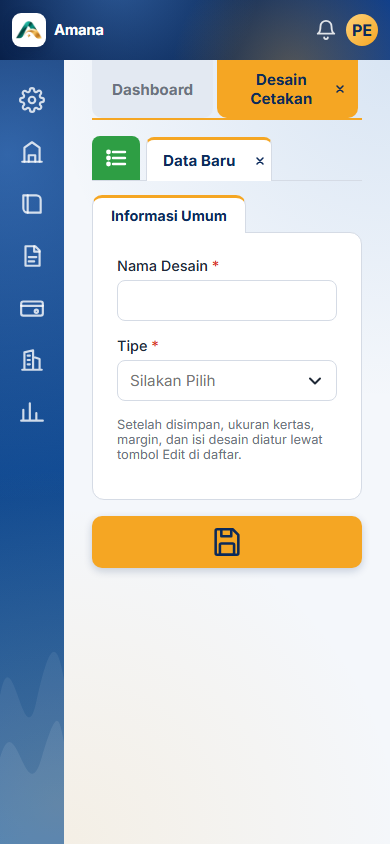 Amana
PE
Dashboard
Desain
Cetakan
Data Baru
Informasi Umum
Nama Desain *
Tipe *
Silakan Pilih
Setelah disimpan, ukuran kertas,
margin, dan isi desain diatur lewat
tombol Edit di daftar.